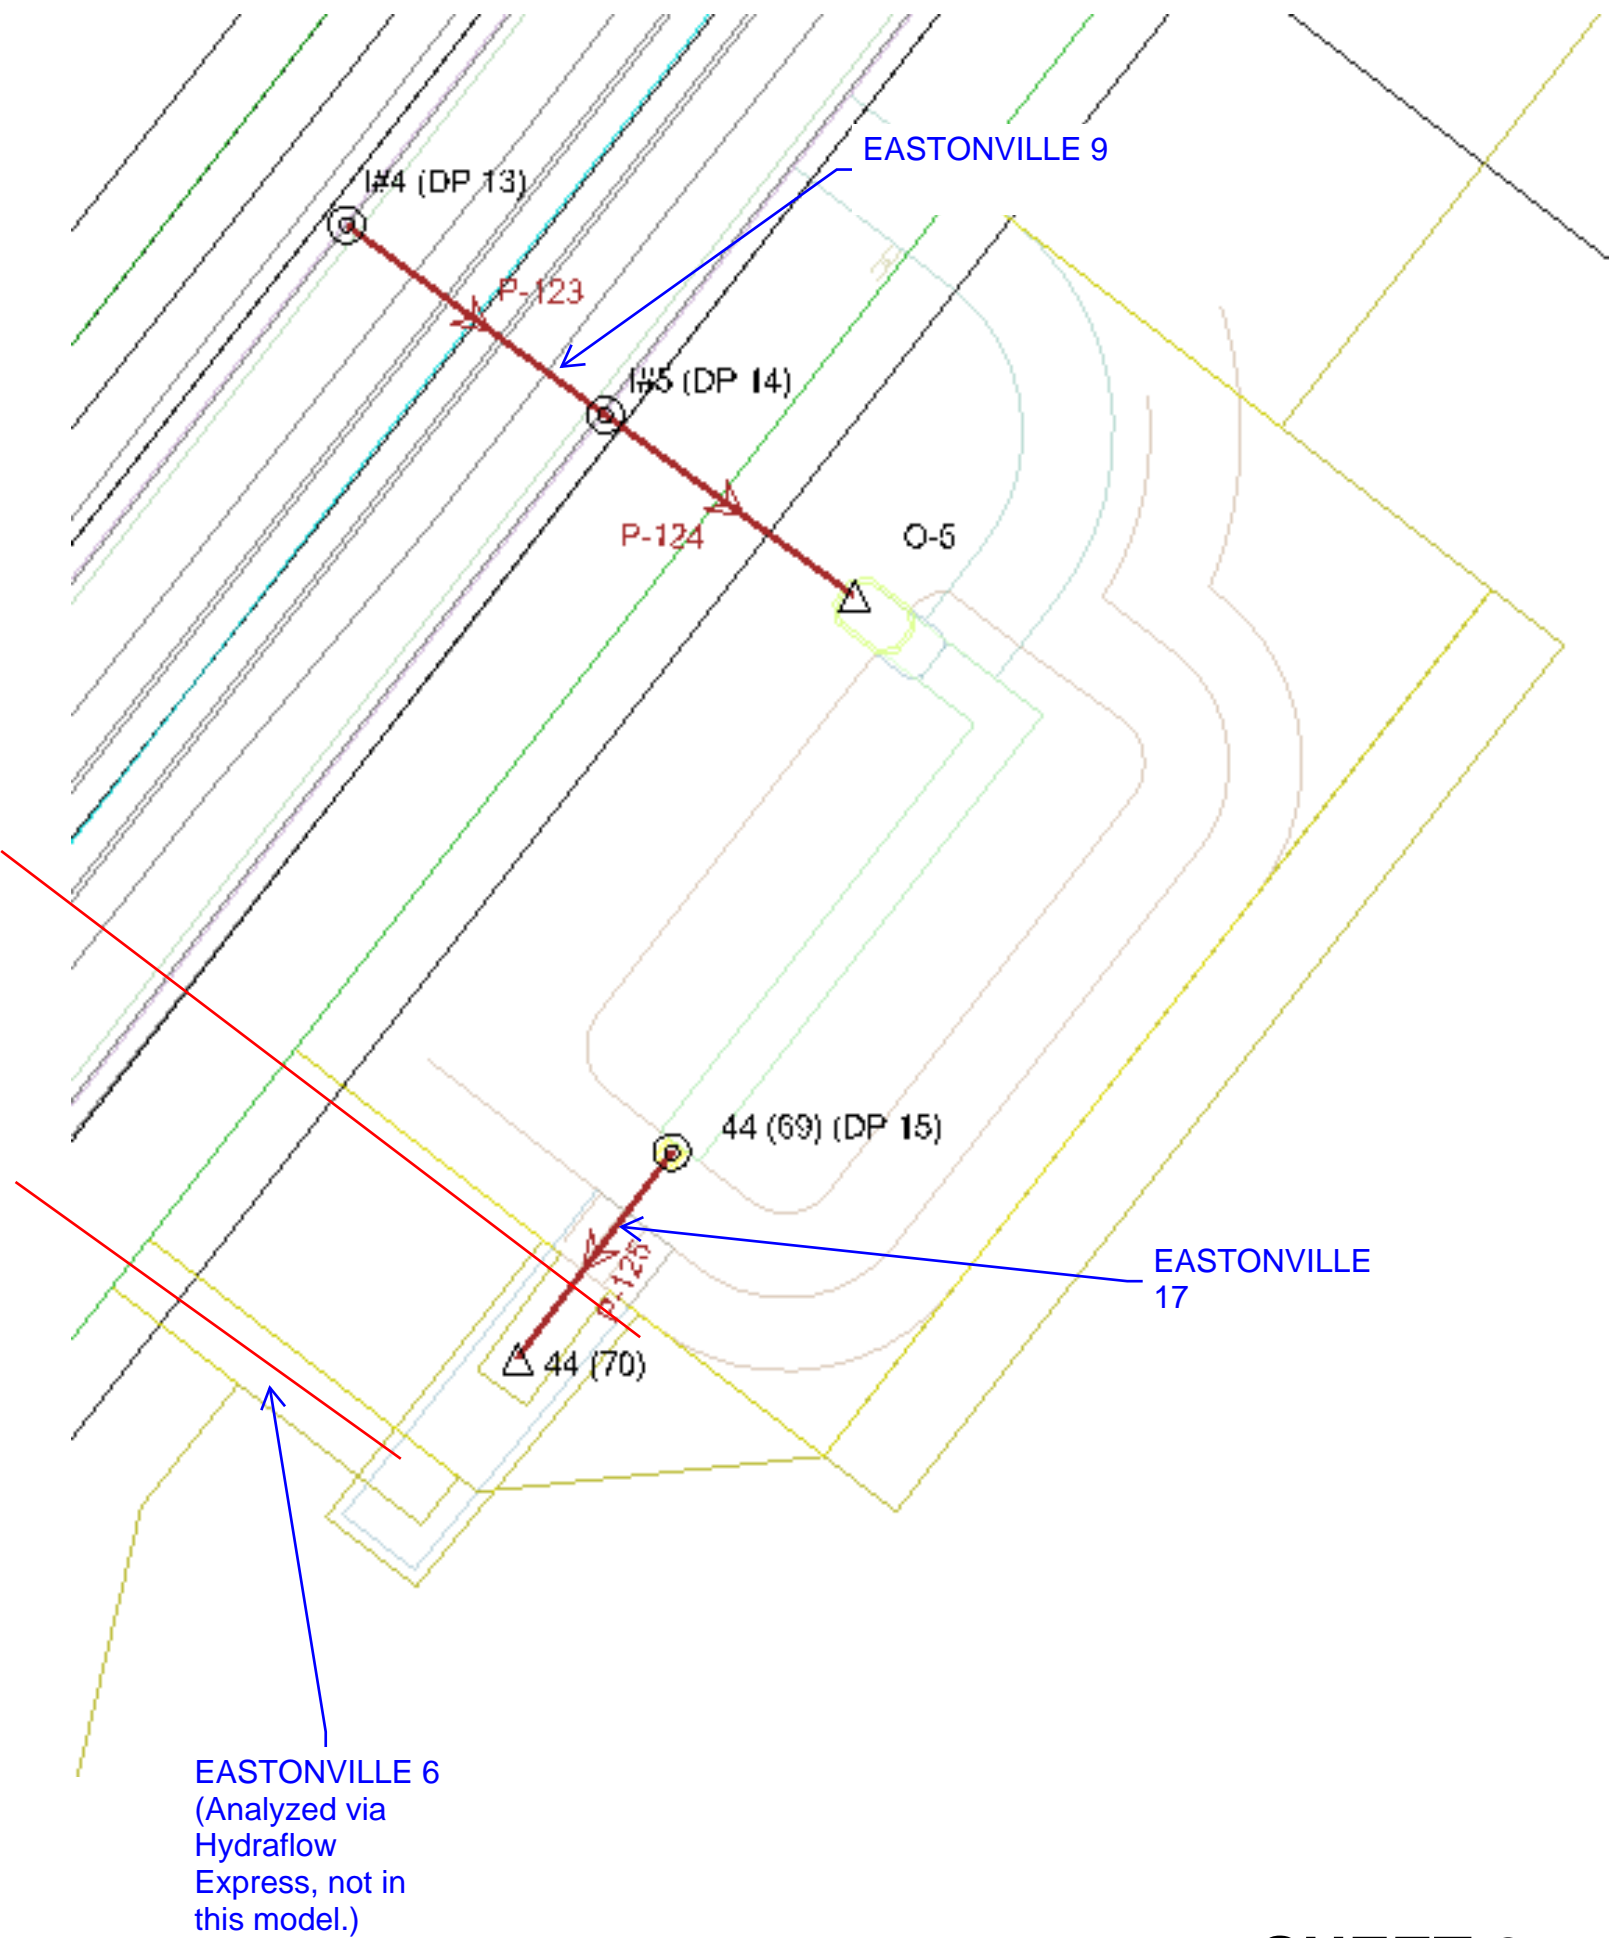 EASTONVILLE 9
I#4 (DP 13)
P-123
I#5 (DP 14)
P-124
O-5
44 (69) (DP 15)
EASTONVILLE
17
P-125
44 (70)
EASTONVILLE 6
(Analyzed via
Hydraflow
Express, not in
this model.)